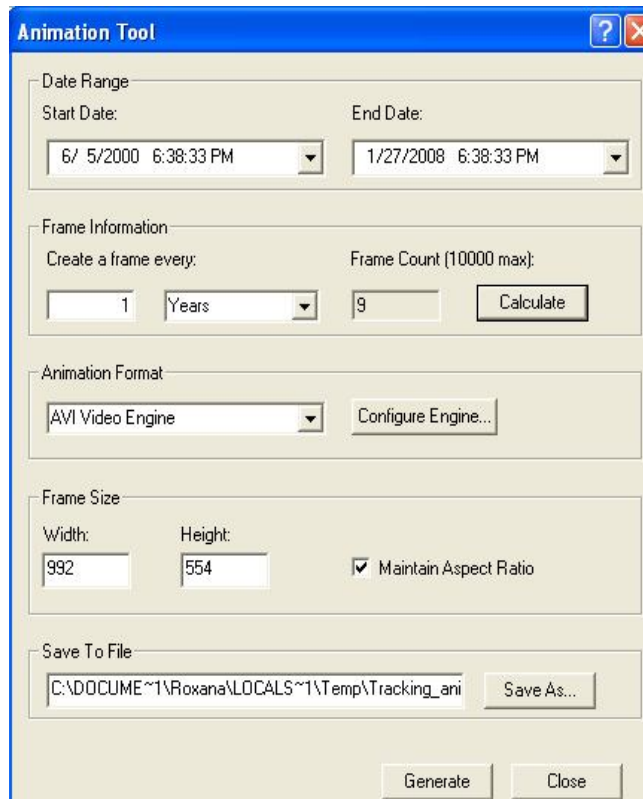 Animation Tool
Date Range
Start Date: End Date:
6/ 5/2000 6:38:33 PM 1/27/2008 6:38:33 PM
Frame Information
Create a frame every: Frame Count (10000 max):
1 Years 9 Calculate
Animation Format
AVI Video Engine Configure Engine...
Frame Size
Width: Height:
992 554 Maintain Aspect Ratio
Save To File
C:\DOCUME~1\Roxana\LOCALS~1\Temp\Tracking_ani Save As...
Generate Close